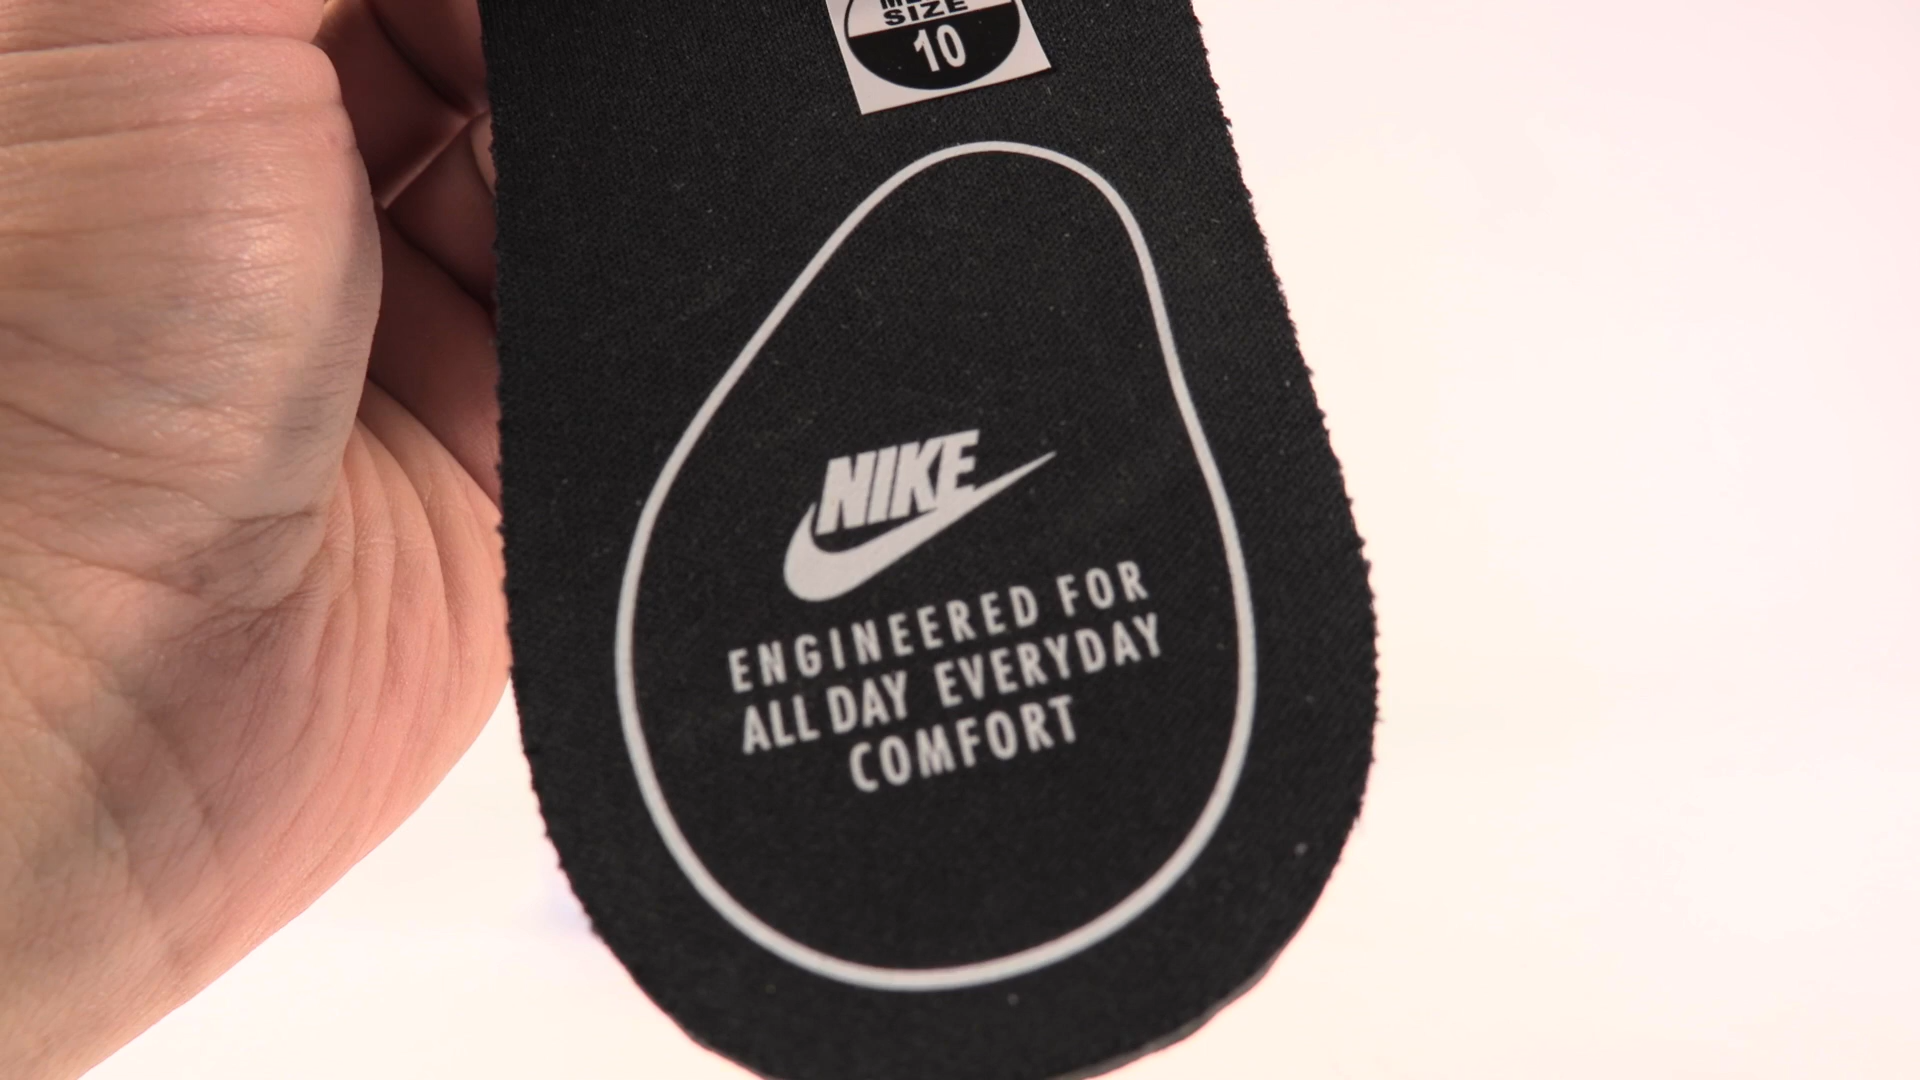 SIZE
10
NIKE
ENGINEERED FOR
ALL DAY EVERYDAY
COMFORT